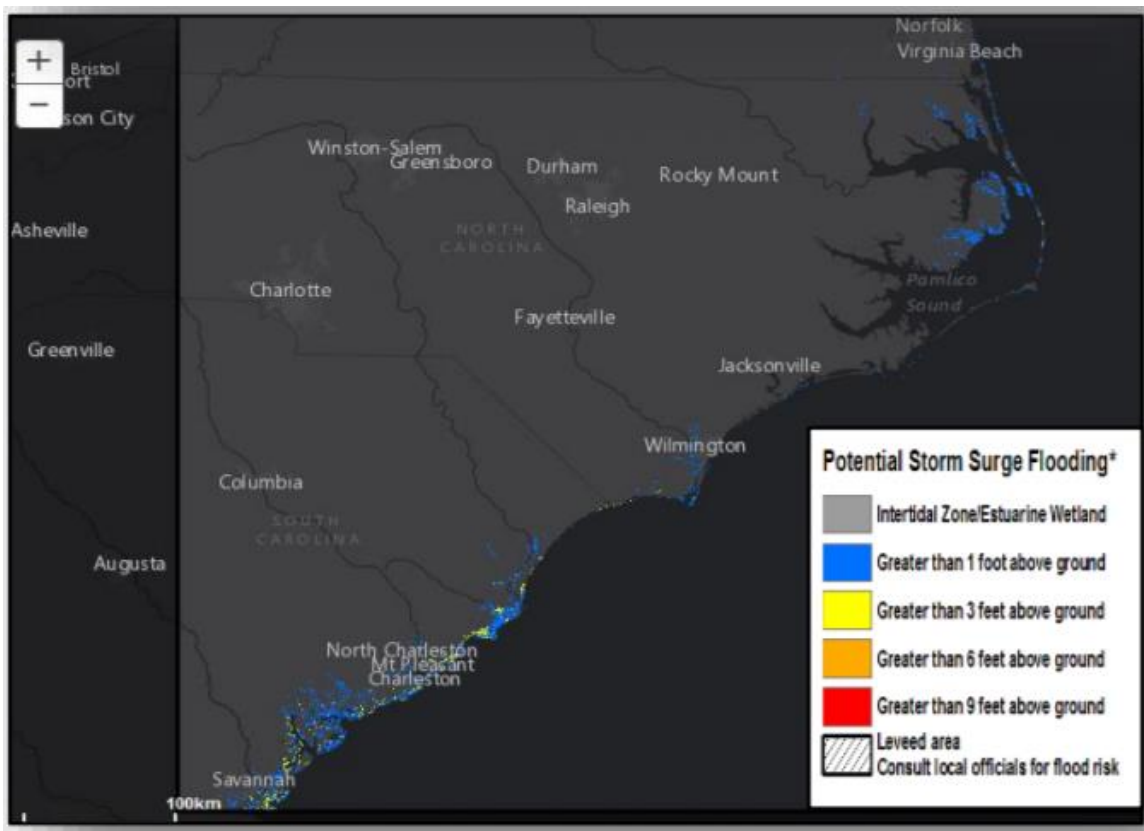 Norfolk
Virginia Beach
+
Bristol
ort
−
son City
Winston-Salem
Greensboro
Durham
Rocky Mount
Raleigh
Asheville
NORTH
CAROLINA
Charlotte
Pamlico
Sound
Fayetteville
Greenville
Jacksonville
Wilmington
Columbia
SOUTH
CAROLINA
Augusta
North Charleston
Mt Pleasant
Charleston
Savannah
100km
Potential Storm Surge Flooding*
Intertidal Zone/Estuarine Wetland
Greater than 1 foot above ground
Greater than 3 feet above ground
Greater than 6 feet above ground
Greater than 9 feet above ground
Leveed area
Consult local officials for flood risk